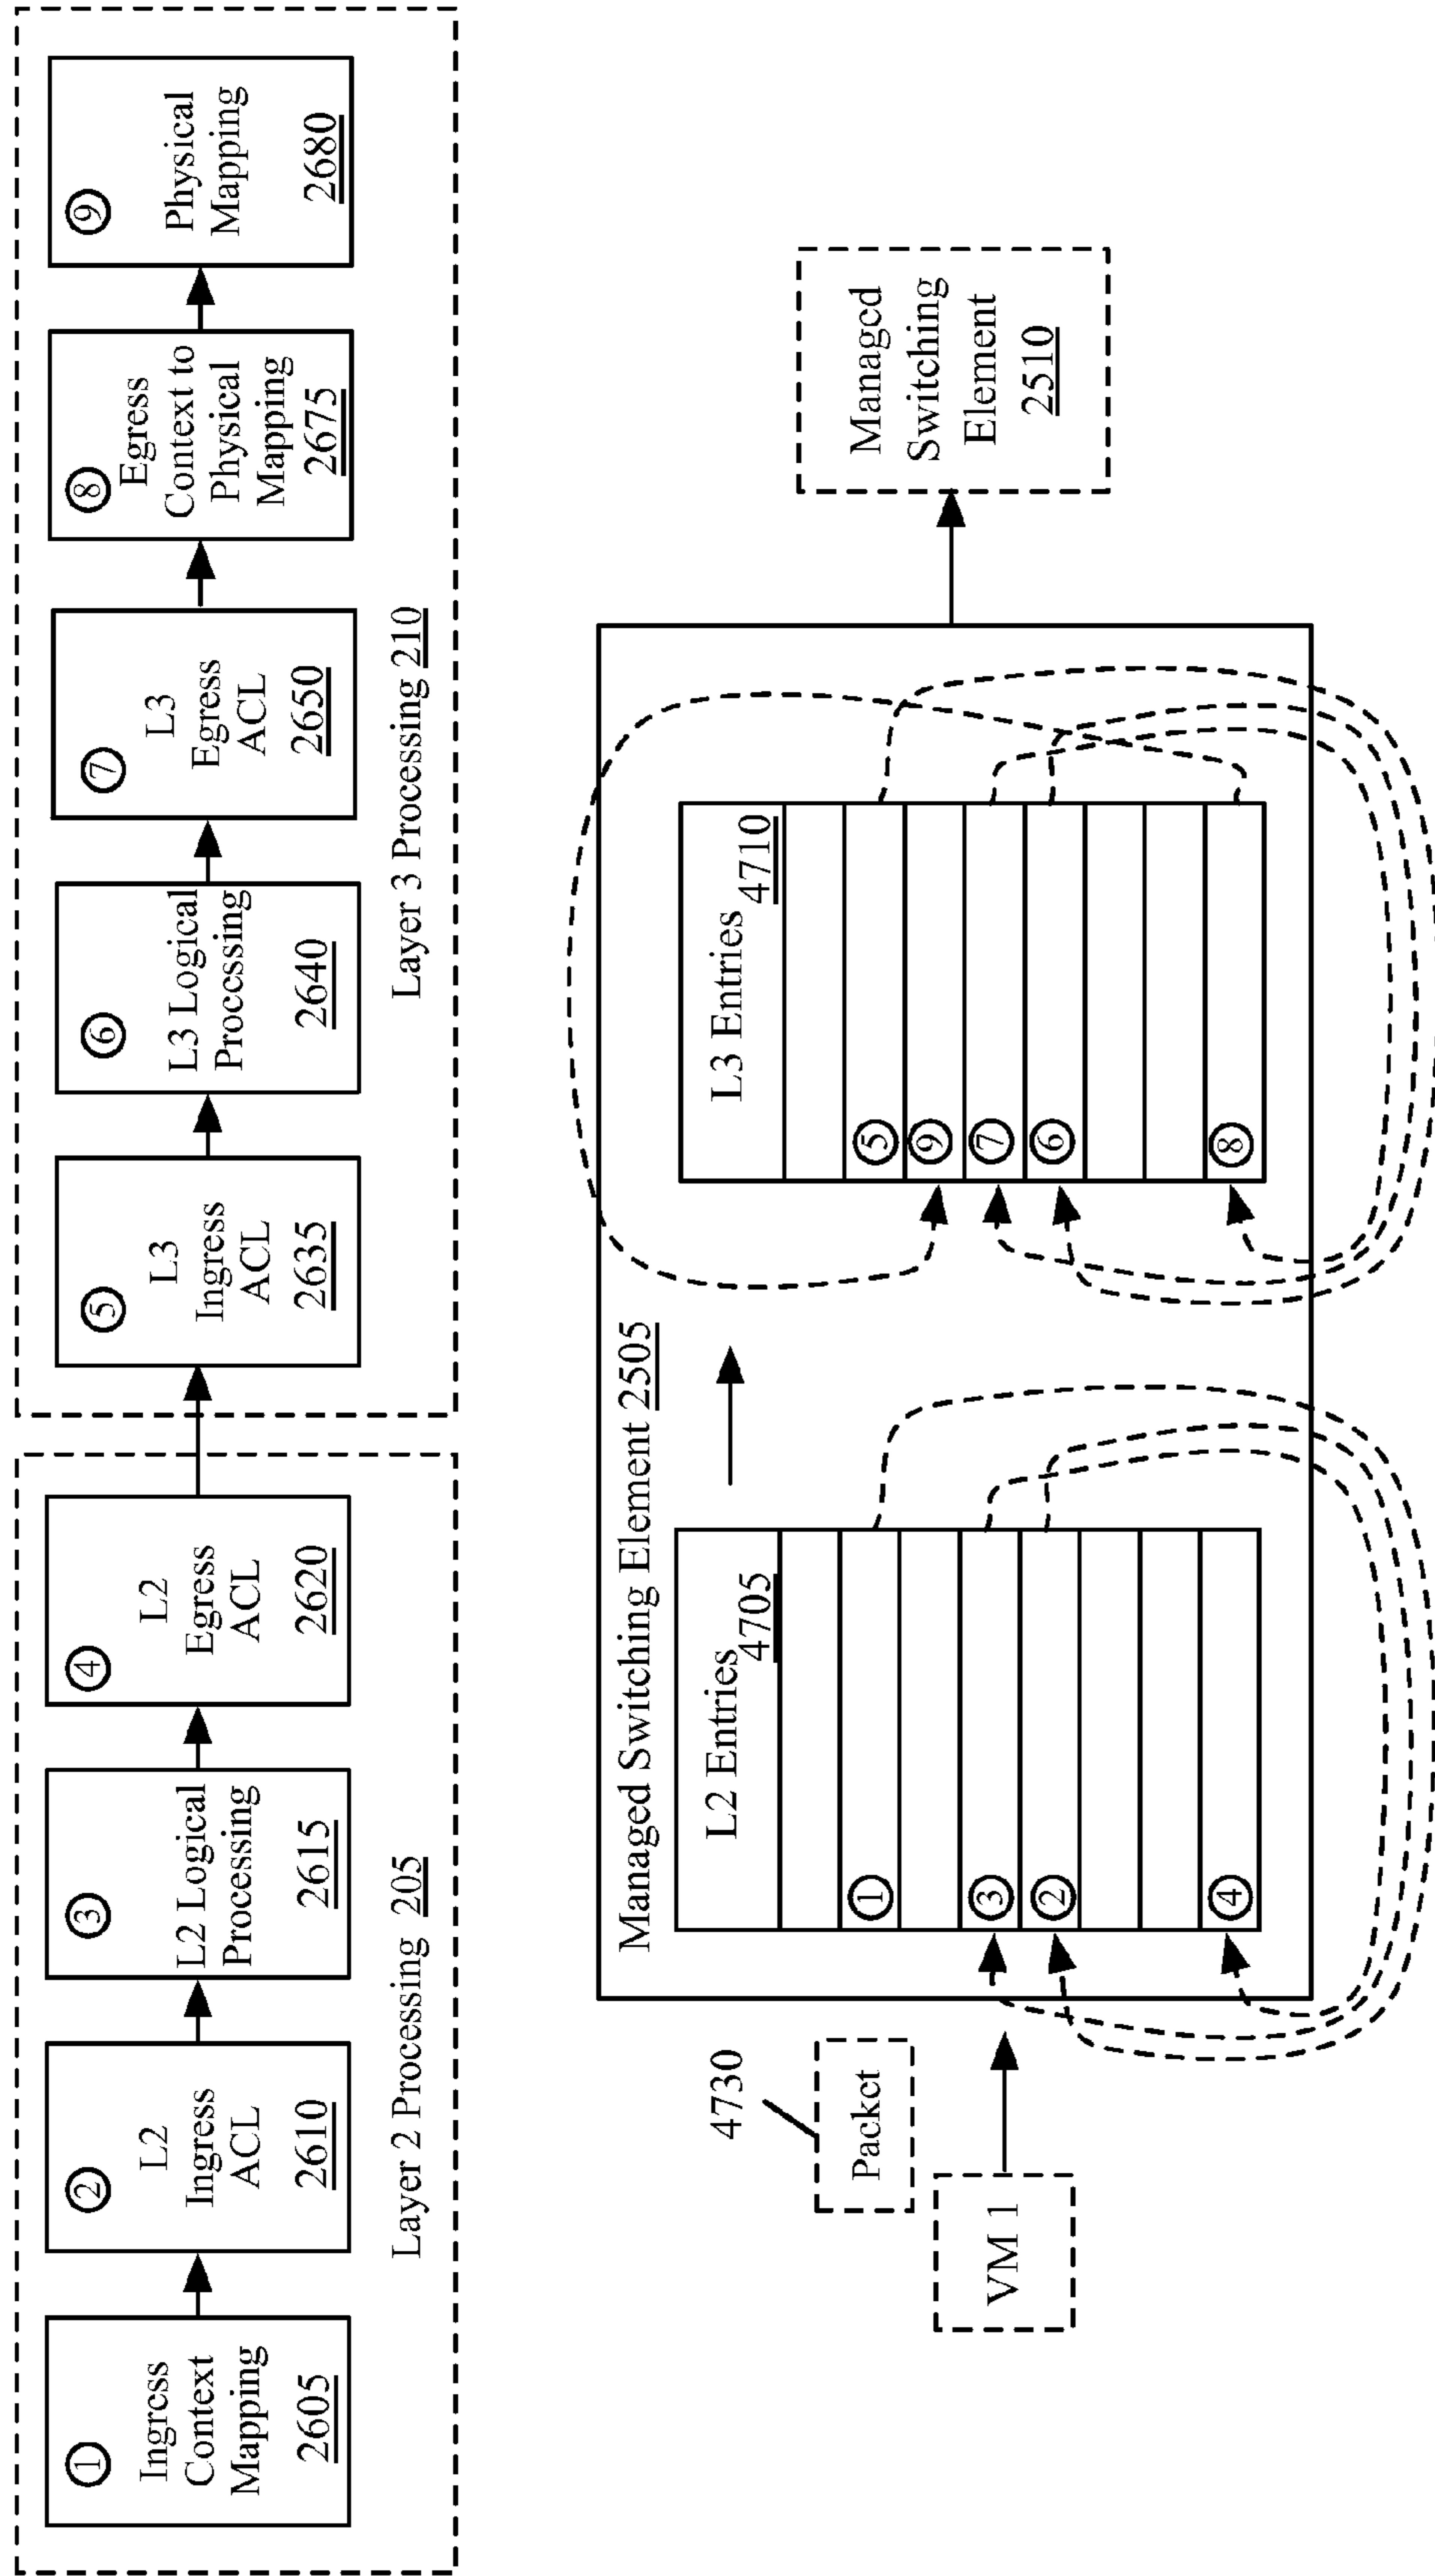 ①
Ingress
Context
Mapping
2605
②
L2
Ingress
ACL
2610
③
L2 Logical
Processing
2615
④
L2
Egress
ACL
2620
Layer 2 Processing 205
⑤
L3
Ingress
ACL
2635
⑥
L3 Logical
Processing
2640
⑦
L3
Egress
ACL
2650
⑧
Egress
Context to
Physical
Mapping
2675
⑨
Physical
Mapping
2680
Layer 3 Processing 210
4730
Packet
VM 1
Managed Switching Element 2505
L2 Entries
4705
①
③
②
④
L3 Entries
4710
⑤
⑨
⑦
⑥
⑧
Managed
Switching
Element
2510